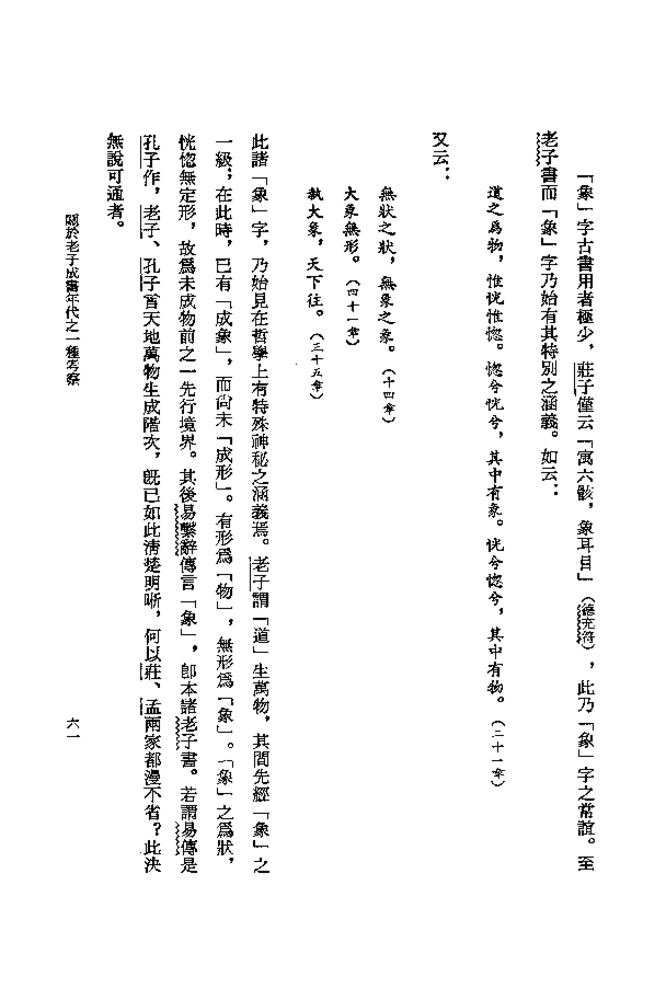 「象」字古書用者極少，莊子僅云「寓六骸，象耳目」（德充符），此乃「象」字之常誼。至
老子書而「象」字乃始有其特別之涵義。如云：
道之爲物，惟恍惟惚。惚兮恍兮，其中有象。恍兮惚兮，其中有物。（二十一章）
又云：
無狀之狀，無象之象。（十四章）
大象無形。（四十一章）
執大象，天下往。（三十五章）
此諸「象」字，乃始見在哲學上有特殊神秘之涵義焉。老子謂「道」生萬物，其間先經「象」之
一級；在此時，已有「成象」，而尚未「成形」。有形爲「物」，無形爲「象」。「象」之爲狀，
恍惚無定形，故爲未成物前之一先行境界。其後易繫辭傳言「象」，卽本諸老子書。若謂易傳是
孔子作，老子、孔子言天地萬物生成階次，旣已如此清楚明晰，何以莊、孟兩家都漫不省？此決
無說可通者。
關於老子成書年代之一種考察
六一